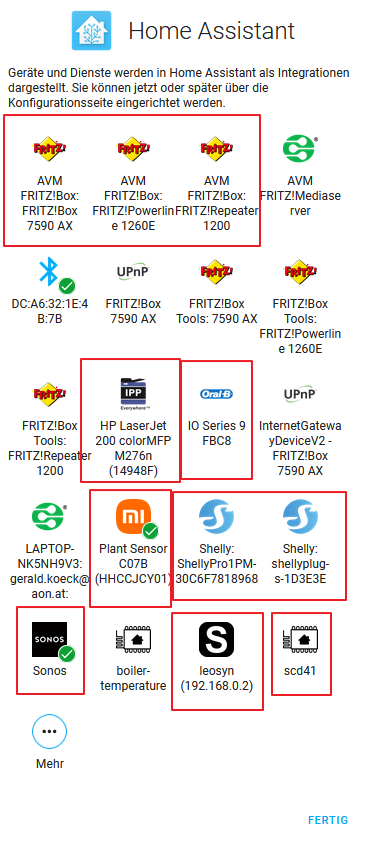 Home Assistant
Geräte und Dienste werden in Home Assistant als Integrationen
dargestellt. Sie können jetzt oder später über die
Konfigurationsseite eingerichtet werden.
FRITZ! FRITZ! FRITZ!
AVM FRITZ!Box: FRITZ!Box 7590 AX
AVM FRITZ!Box: FRITZ!Powerline 1260E
AVM FRITZ!Box: FRITZ!Repeater 1200
AVM FRITZ!Mediaserver
UPnP FRITZ! FRITZ!
DC:A6:32:1E:4B:7B
FRITZ!Box 7590 AX
FRITZ!Box Tools: 7590 AX
FRITZ!Box Tools: FRITZ!Powerline 1260E
FRITZ! IPP Everywhere™ Oral-B UPnP
FRITZ!Box Tools: FRITZ!Repeater 1200
HP LaserJet 200 colorMFP M276n (14948F)
IO Series 9 FBC8
InternetGatewayDeviceV2 - FRITZ!Box 7590 AX
LAPTOP-NK5NH9V3: gerald.koeck@aon.at:
Plant Sensor C07B (HHCCJCY01)
Shelly: ShellyPro1PM-30C6F7818968
Shelly: shellyplug-s-1D3E3E
SONOS
Sonos
boiler-temperature
leosyn (192.168.0.2)
scd41
Mehr
FERTIG